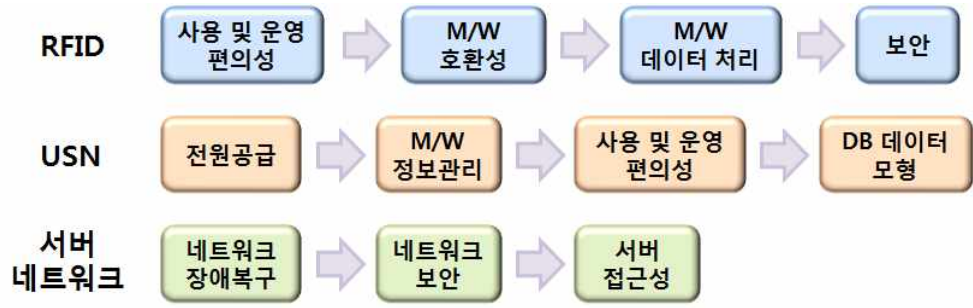 RFID
사용 및 운영
편의성
M/W
호환성
M/W
데이터 처리
보안
USN
전원공급
M/W
정보관리
사용 및 운영
편의성
DB 데이터
모형
서버
네트워크
네트워크
장애복구
네트워크
보안
서버
접근성